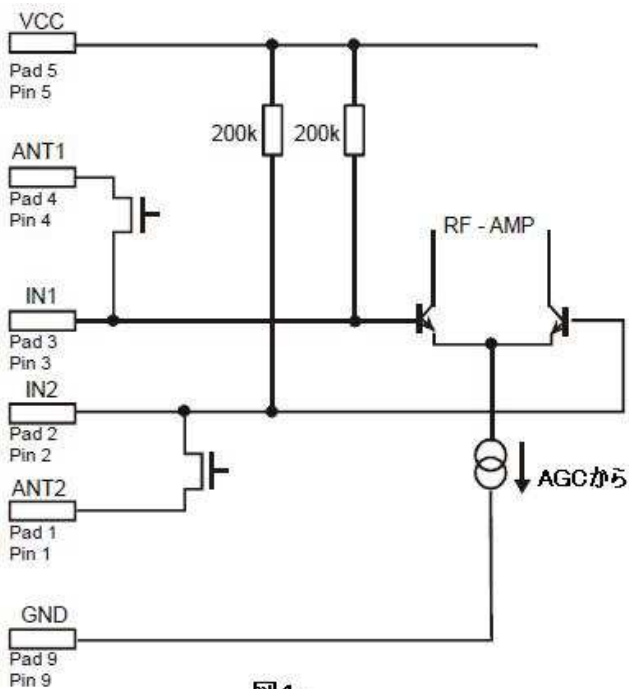 VCC
Pad 5
Pin 5
200k 200k
ANT1
Pad 4
Pin 4
RF - AMP
IN1
Pad 3
Pin 3
IN2
Pad 2
Pin 2
AGCから
ANT2
Pad 1
Pin 1
GND
Pad 9
Pin 9